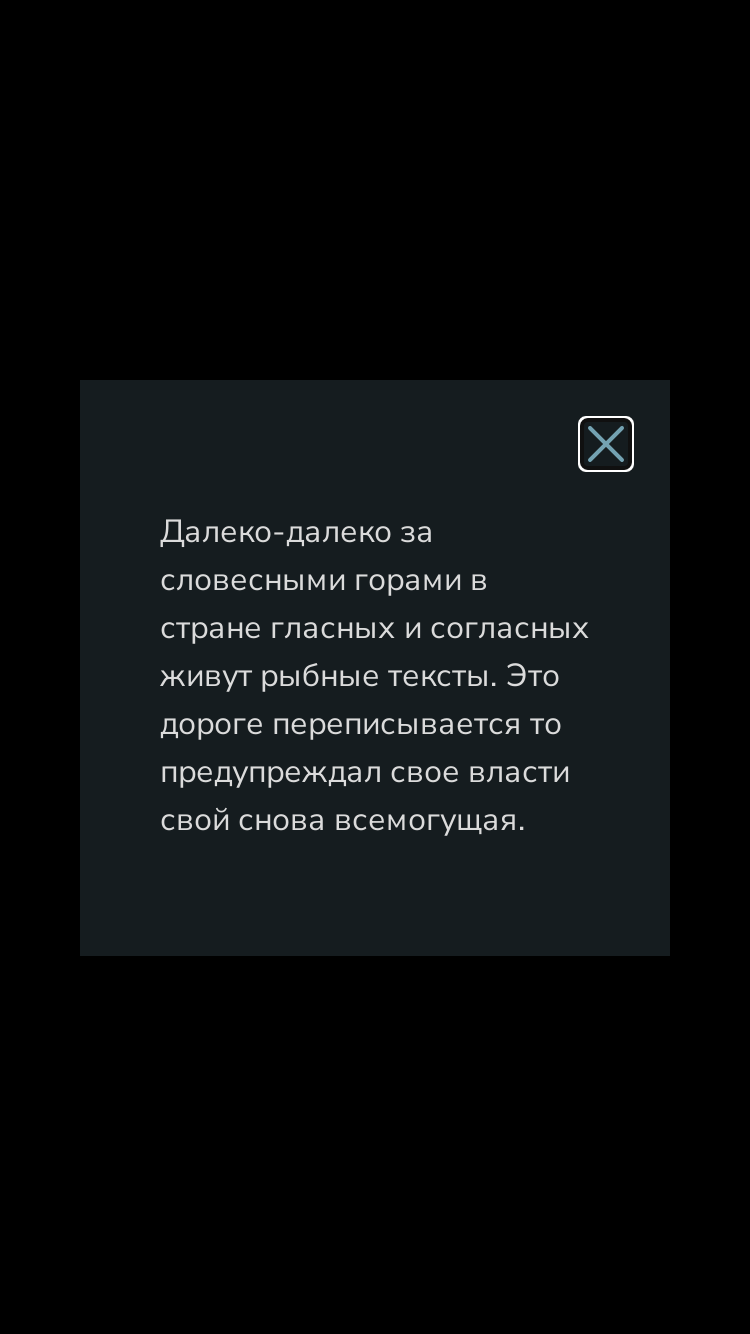 Далеко-далеко за
словесными горами в
стране гласных и согласных
живут рыбные тексты. Это
дороге переписывается то
предупреждал свое власти
свой снова всемогущая.